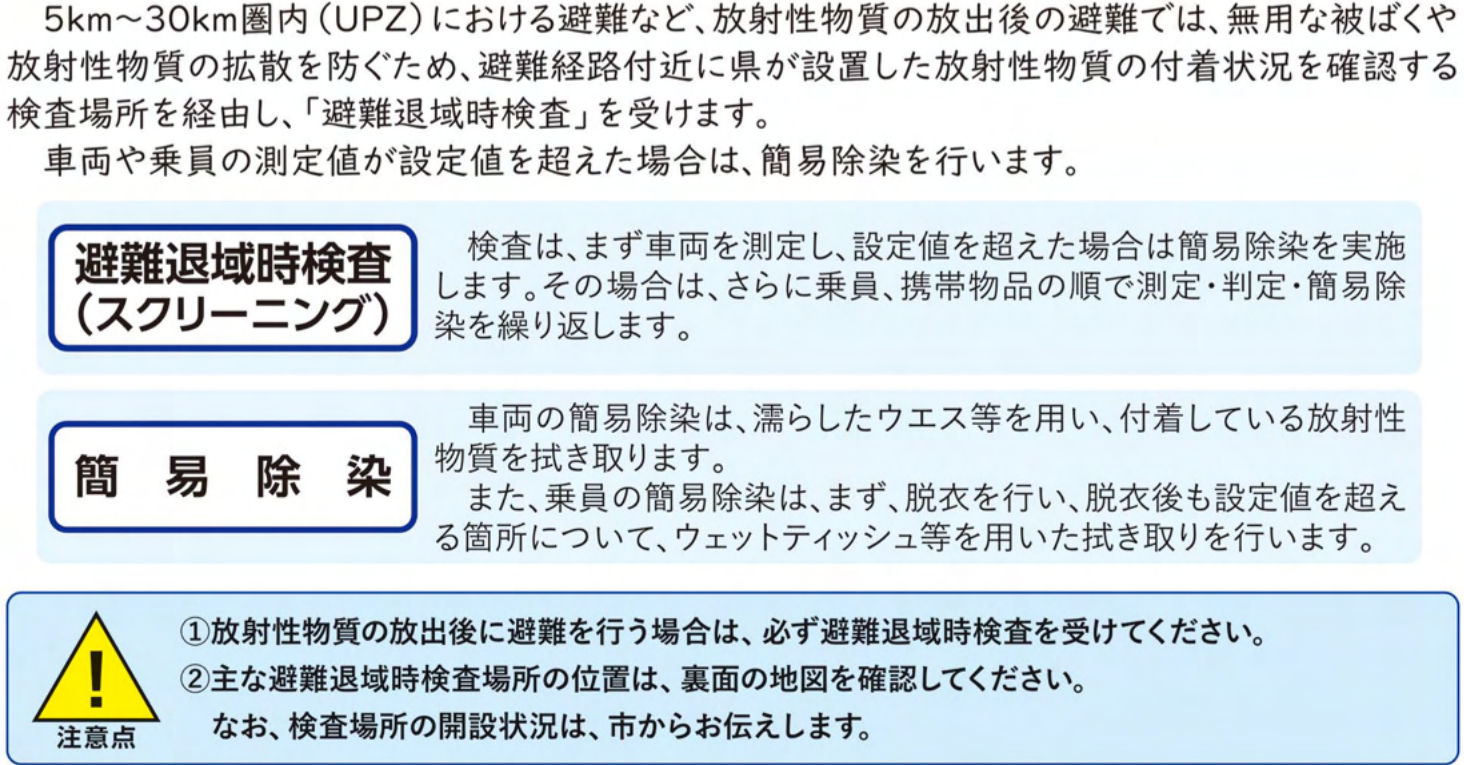 5km～30km圏内（UPZ）における避難など、放射性物質の放出後の避難では、無用な被ばくや
放射性物質の拡散を防ぐため、避難経路付近に県が設置した放射性物質の付着状況を確認する
検査場所を経由し、「避難退域時検査」を受けます。
車両や乗員の測定値が設定値を超えた場合は、簡易除染を行います。
避難退域時検査
（スクリーニング）
検査は、まず車両を測定し、設定値を超えた場合は簡易除染を実施
します。その場合は、さらに乗員、携帯物品の順で測定・判定・簡易除
染を繰り返します。
簡易除染
車両の簡易除染は、濡らしたウエス等を用い、付着している放射性
物質を拭き取ります。
また、乗員の簡易除染は、まず、脱衣を行い、脱衣後も設定値を超え
る箇所について、ウェットティッシュ等を用いた拭き取りを行います。
①放射性物質の放出後に避難を行う場合は、必ず避難退域時検査を受けてください。
②主な避難退域時検査場所の位置は、裏面の地図を確認してください。
なお、検査場所の開設状況は、市からお伝えします。
！
注意点